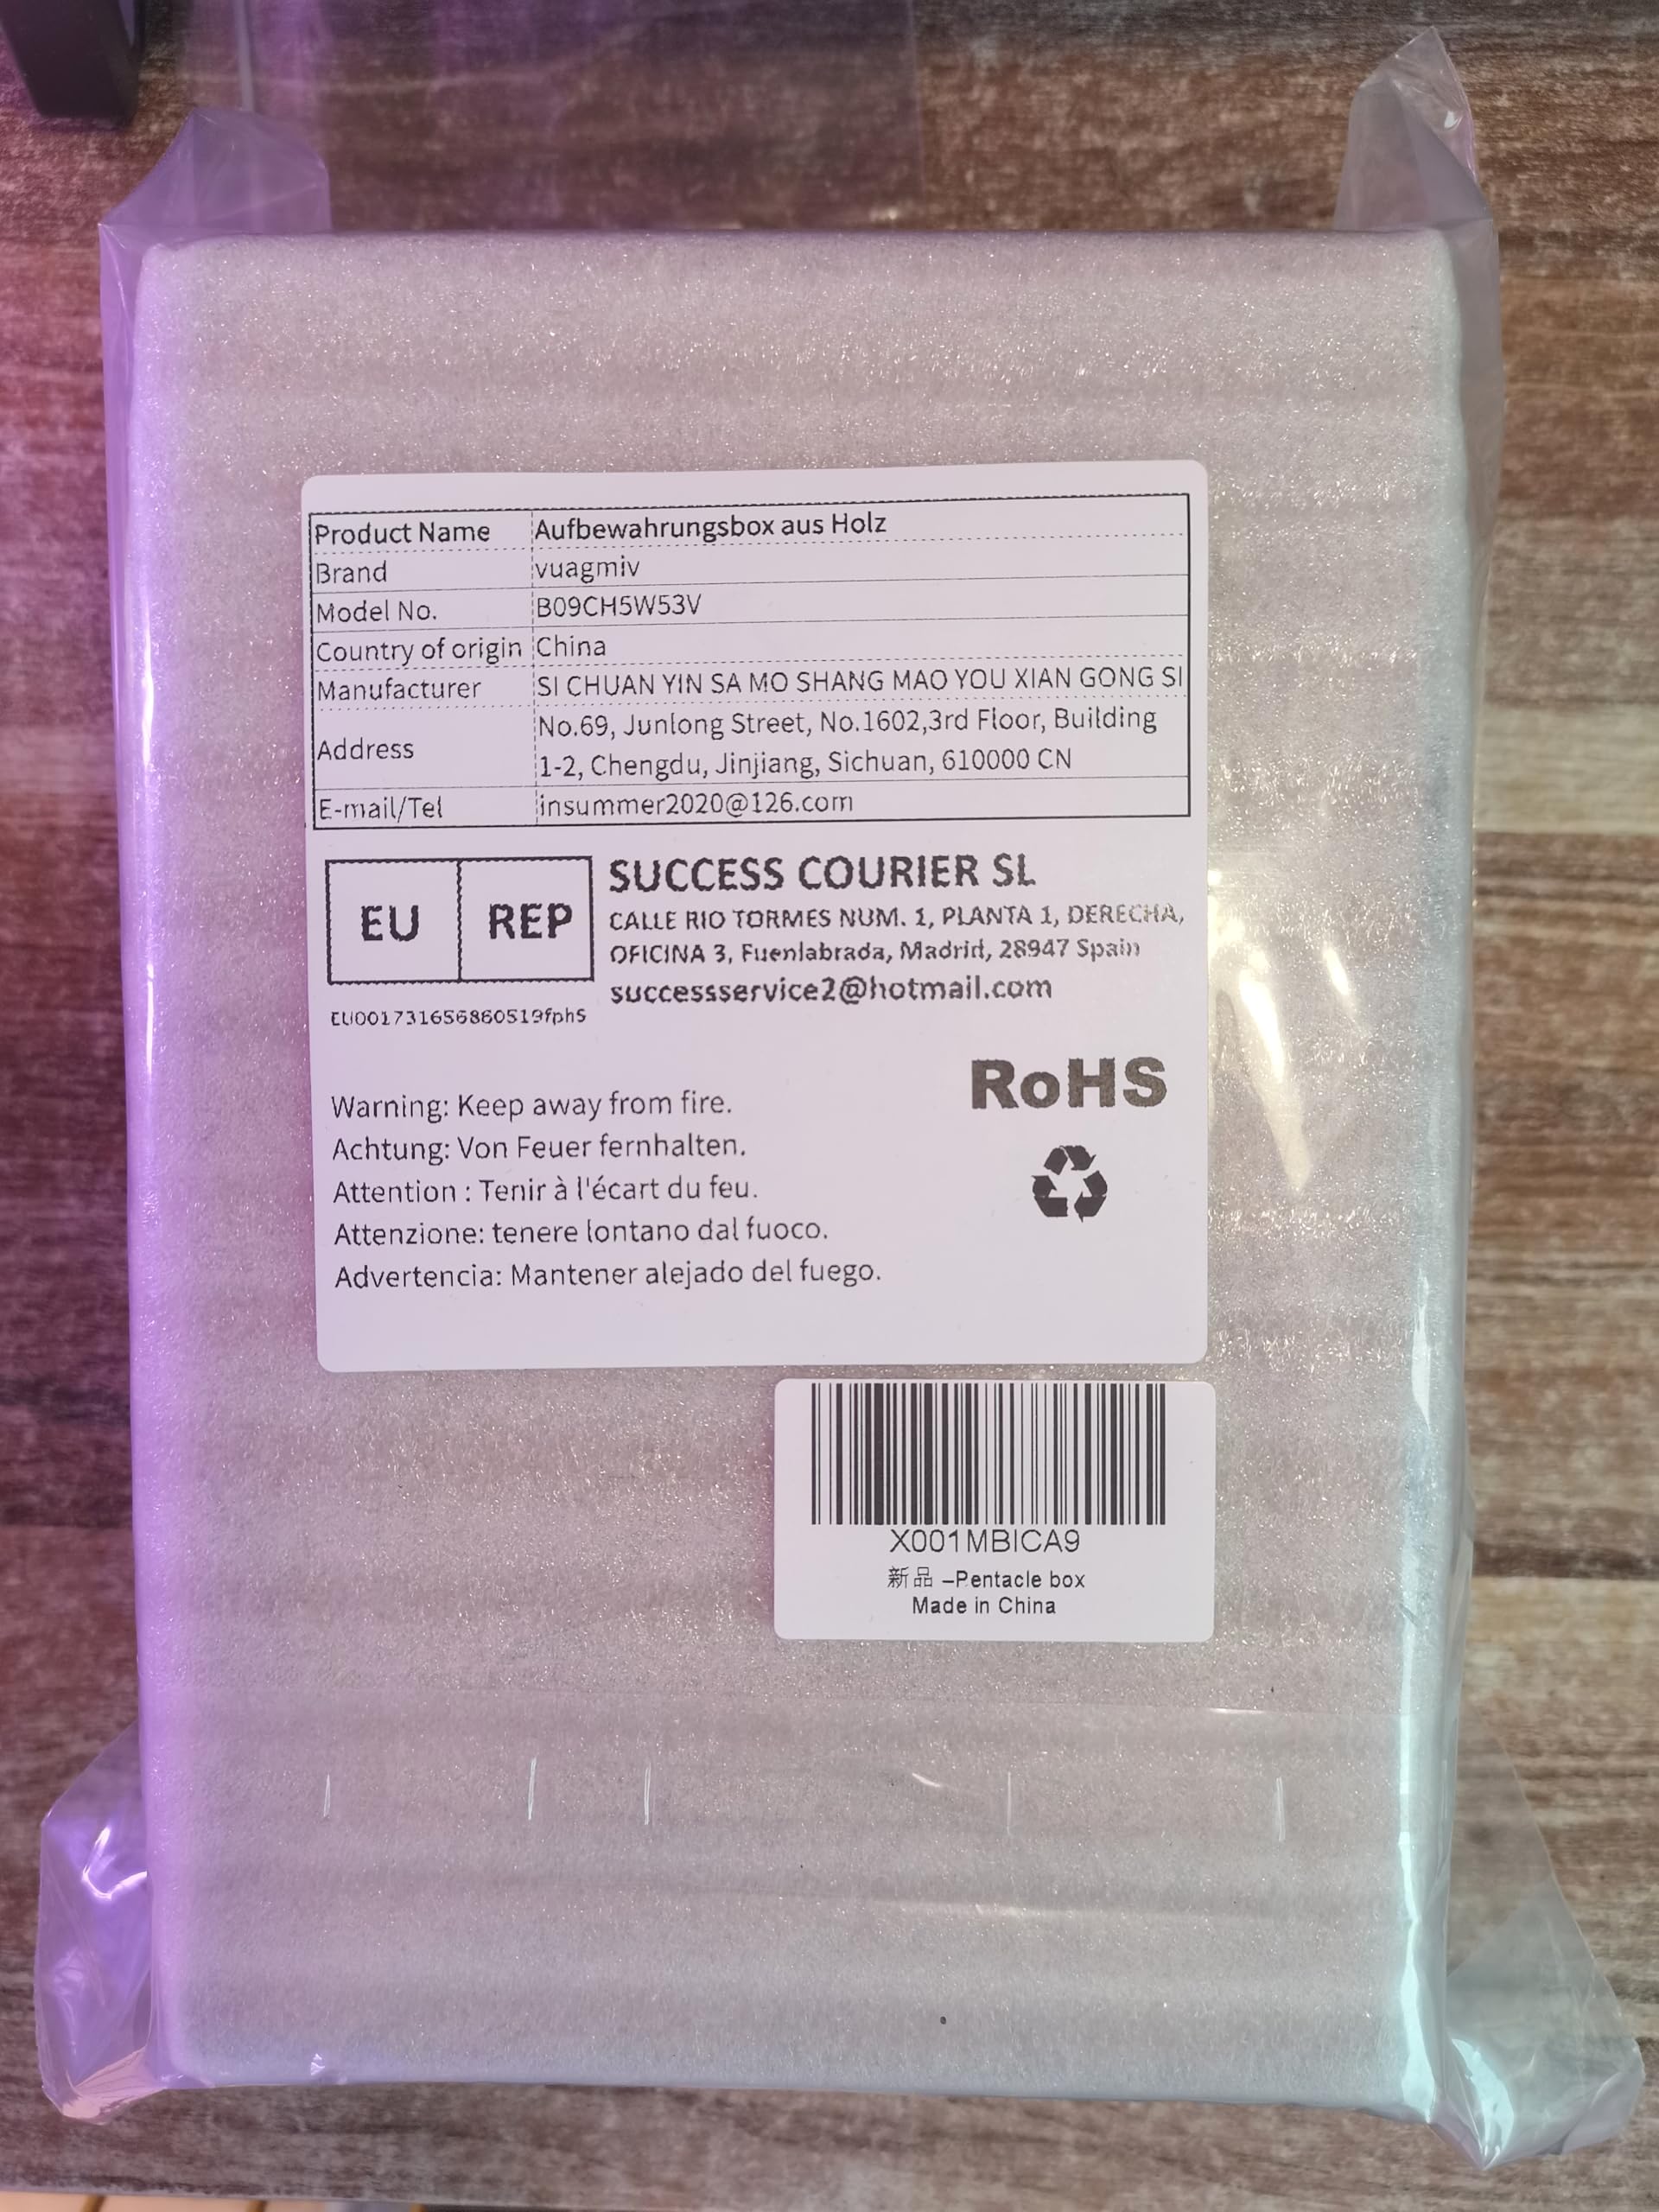 Product Name Aufbewahrungsbox aus Holz
Brand vuagmiv
Model No. B09CH5W53V
Country of origin China
Manufacturer SI CHUAN YIN SA MO SHANG MAO YOU XIAN GONG SI
Address No.69, Junlong Street, No.1602,3rd Floor, Building
1-2, Chengdu, Jinjiang, Sichuan, 610000 CN
E-mail/Tel insummer2020@126.com
EU REP
SUCCESS COURIER SL
CALLE RIO TORMES NUM. 1, PLANTA 1, DERECHA,
OFICINA 3, Fuenlabrada, Madrid, 28947 Spain
successservice2@hotmail.com
EU001731656860519fphS
RoHS
Warning: Keep away from fire.
Achtung: Von Feuer fernhalten.
Attention : Tenir à l'écart du feu.
Attenzione: tenere lontano dal fuoco.
Advertencia: Mantener alejado del fuego.
X001MBICA9
新品 –Pentacle box
Made in China